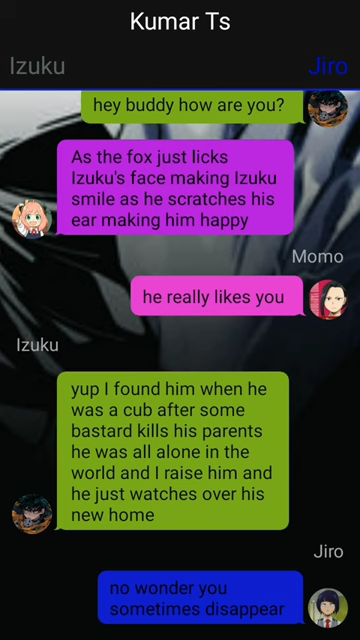 Kumar Ts
Izuku
Jiro
hey buddy how are you?
As the fox just licks
Izuku's face making Izuku
smile as he scratches his
ear making him happy
Momo
he really likes you
Izuku
yup I found him when he
was a cub after some
bastard kills his parents
he was all alone in the
world and I raise him and
he just watches over his
new home
Jiro
no wonder you
sometimes disappear